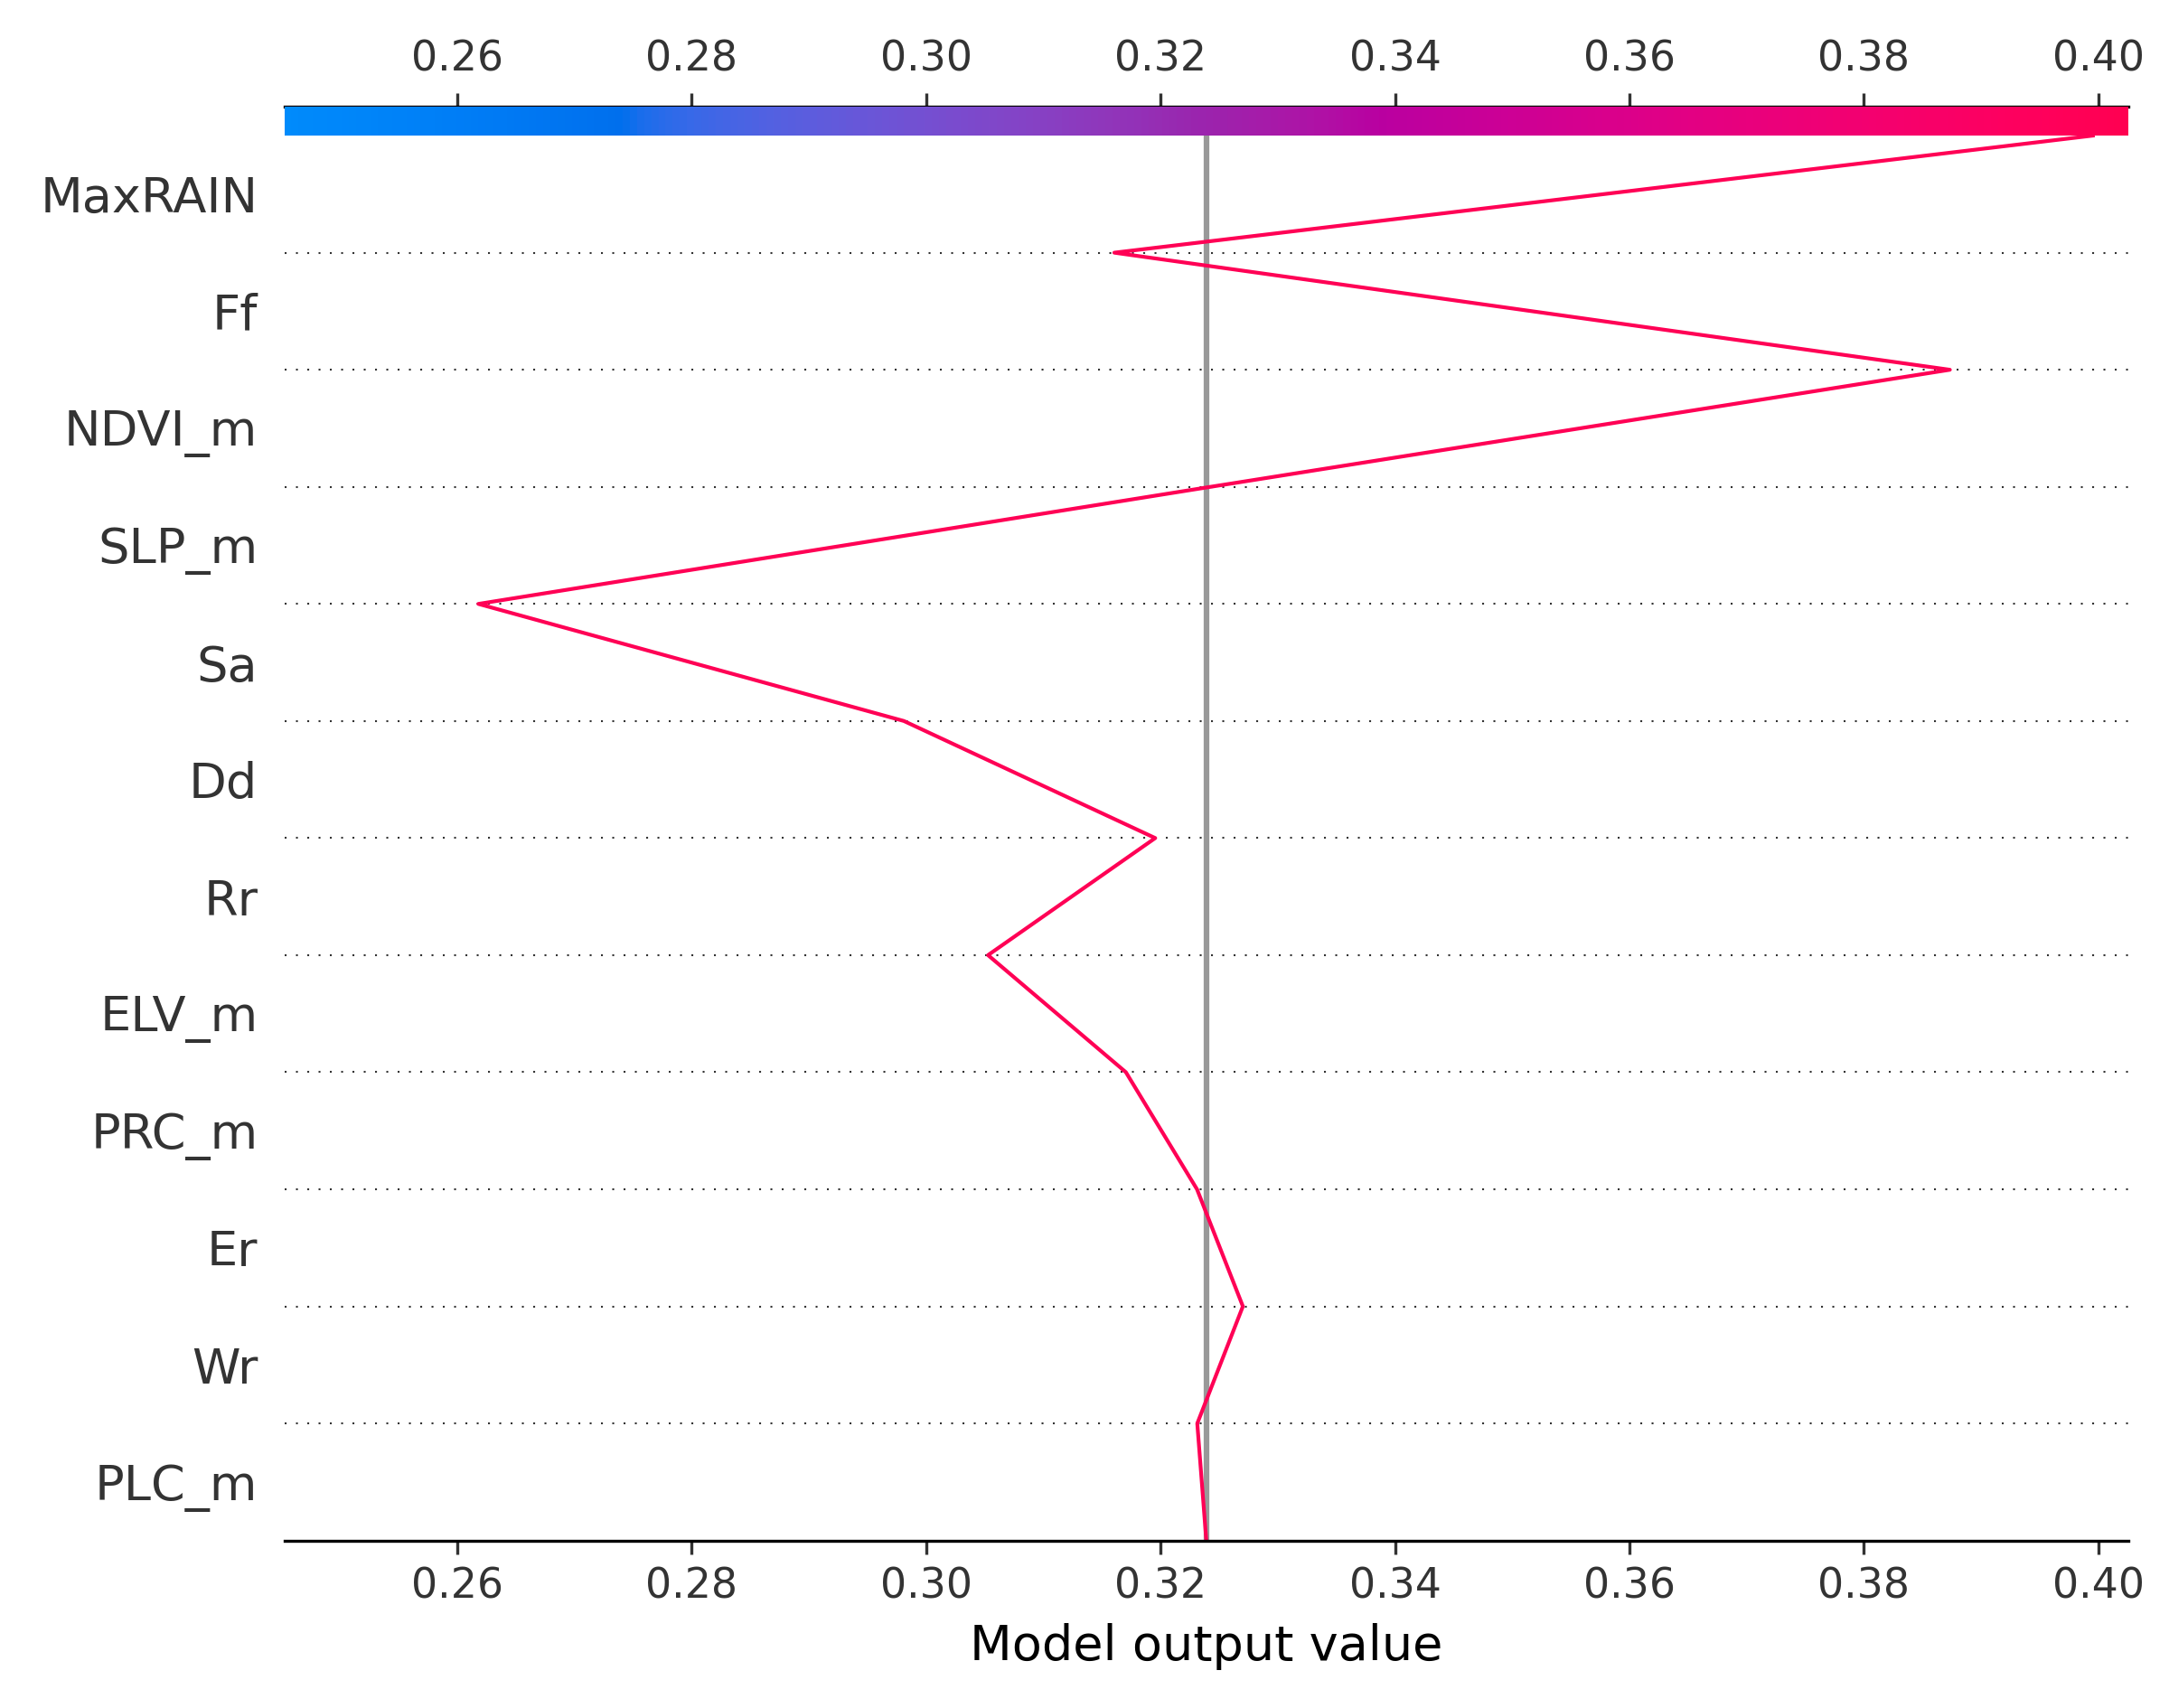 0.26 0.28 0.30 0.32 0.34 0.36 0.38 0.40
MaxRAIN
Ff
NDVI_m
SLP_m
Sa
Dd
Rr
ELV_m
PRC_m
Er
Wr
PLC_m
0.26 0.28 0.30 0.32 0.34 0.36 0.38 0.40
Model output value